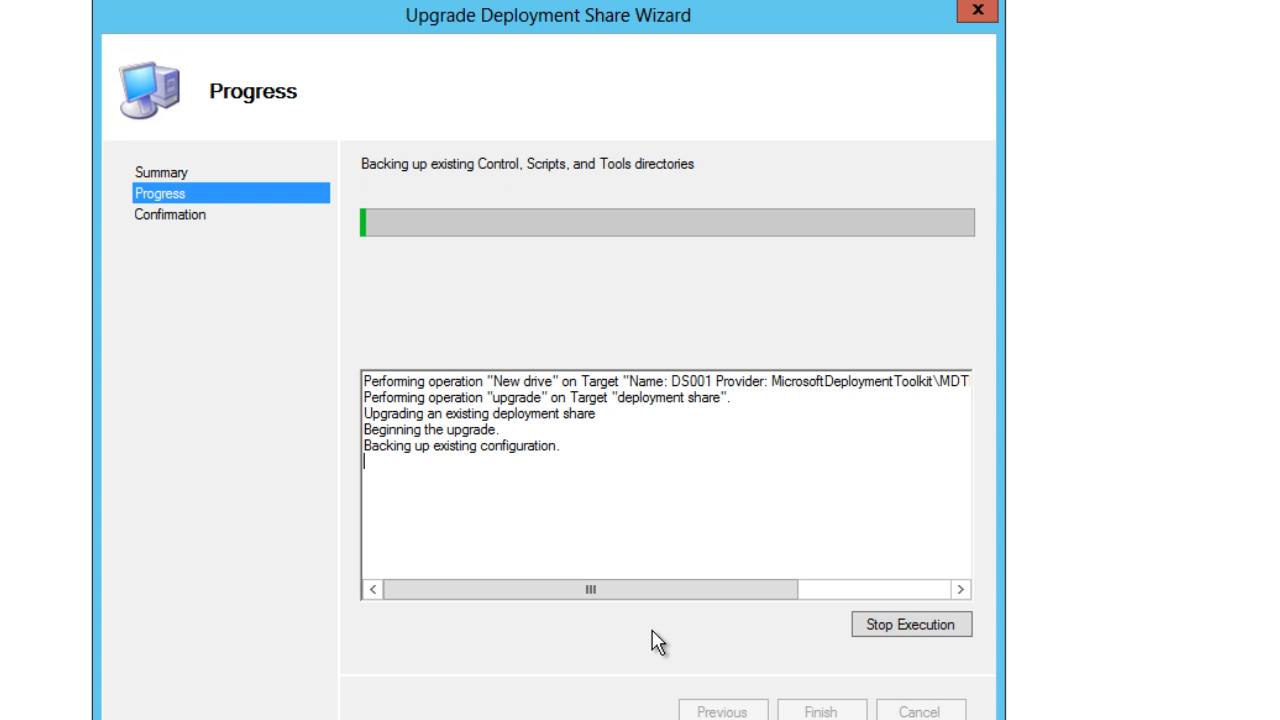 Upgrade Deployment Share Wizard
x
Progress
Summary
Progress
Confirmation
Backing up existing Control, Scripts, and Tools directories
Performing operation "New drive" on Target "Name: DS001 Provider: MicrosoftDeploymentToolkit\MDT
Performing operation "upgrade" on Target "deployment share".
Upgrading an existing deployment share
Beginning the upgrade.
Backing up existing configuration.
Stop Execution
Previous
Finish
Cancel